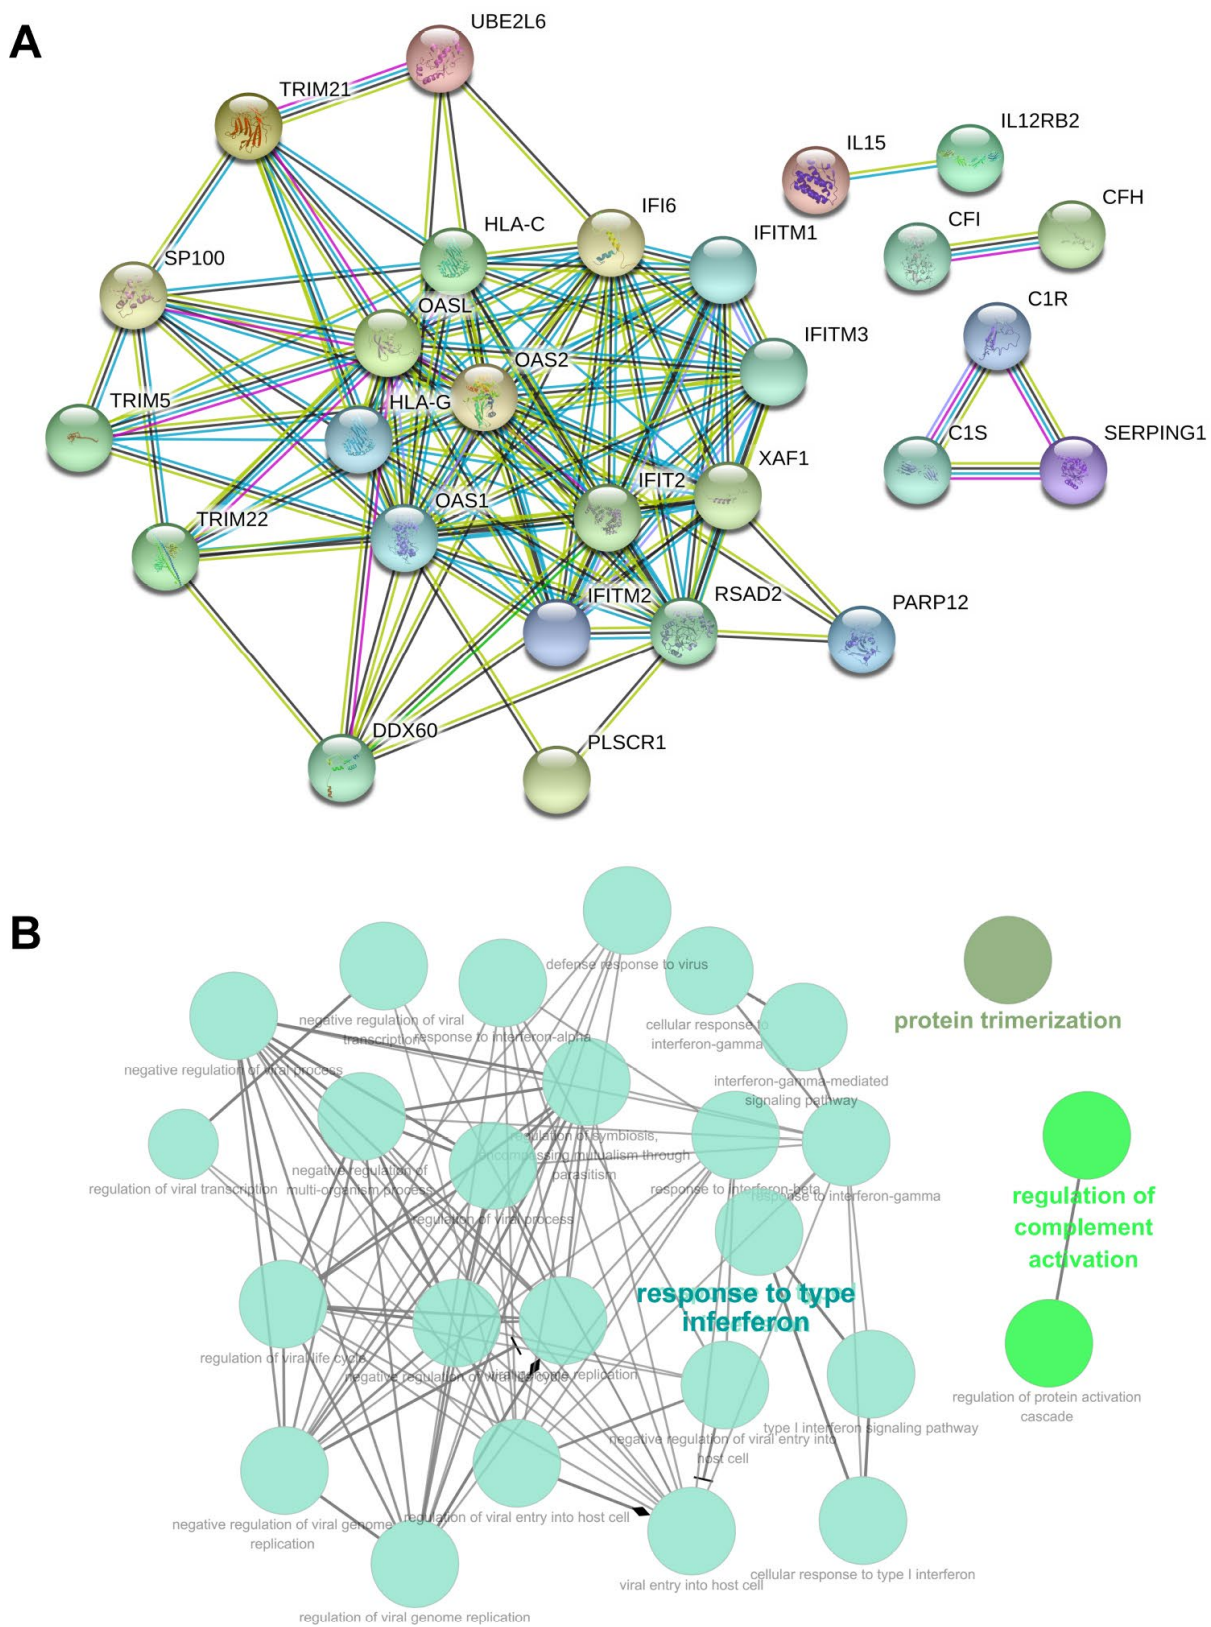 A
UBE2L6
TRIM21
IL12RB2
IL15
CFH
IFI6
CFI
HLA-C
IFITM1
SP100
C1R
OASL
IFITM3
OAS2
TRIM5
HLA-G
C1S
SERPING1
XAF1
IFIT2
OAS1
TRIM22
IFITM2
RSAD2
PARP12
DDX60
PLSCR1
B
defense response to virus
negative regulation of viral
transcription
response to interferon-alpha
cellular response to
interferon-gamma
protein trimerization
negative regulation of viral process
interferon-gamma-mediated
signaling pathway
regulation of symbiosis,
encompassing mutualism through
parasitism
negative regulation of
multi-organism process
regulation of viral transcription
response to interferon-beta
response to interferon-gamma
regulation of viral process
regulation of
complement
activation
response to type I
inferferon
regulation of viral life cycle
negative regulation of viral life cycle
viral genome replication
regulation of protein activation
cascade
type I interferon signaling pathway
negative regulation of viral entry into
host cell
regulation of viral entry into host cell
negative regulation of viral genome
replication
cellular response to type I interferon
viral entry into host cell
regulation of viral genome replication